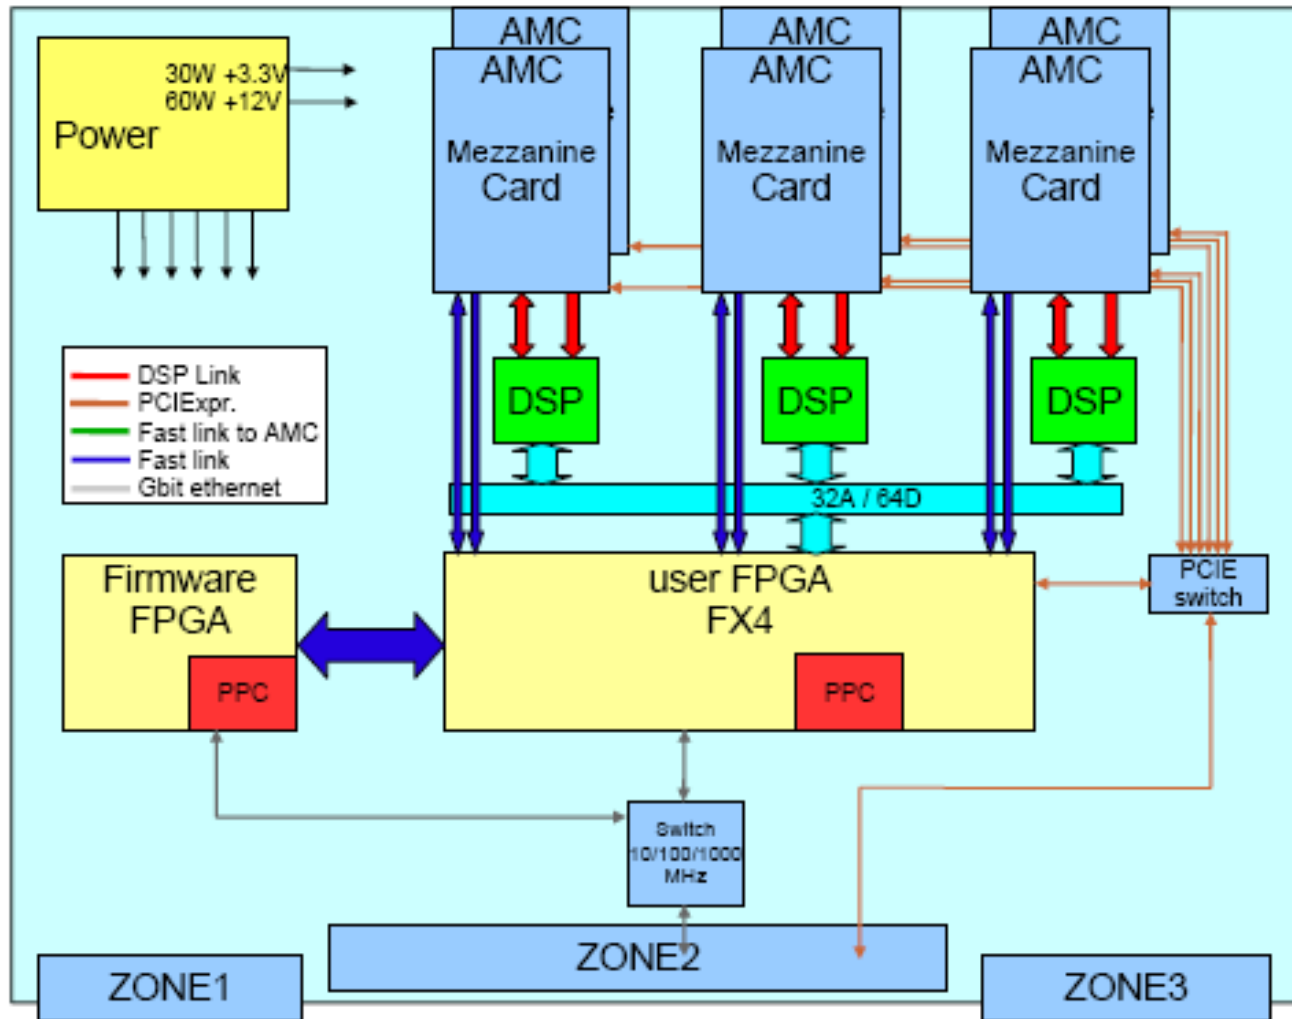 AMC
AMC
AMC
AMC
AMC
AMC
30W +3.3V
60W +12V
Power
Mezzanine
Card
Mezzanine
Card
Mezzanine
Card
DSP Link
PCIExpr.
Fast link to AMC
Fast link
Gbit ethernet
DSP
DSP
DSP
32A / 64D
Firmware
FPGA
PPC
user FPGA
FX4
PPC
PCIE
switch
Switch
10/100/1000
MHz
ZONE1
ZONE2
ZONE3